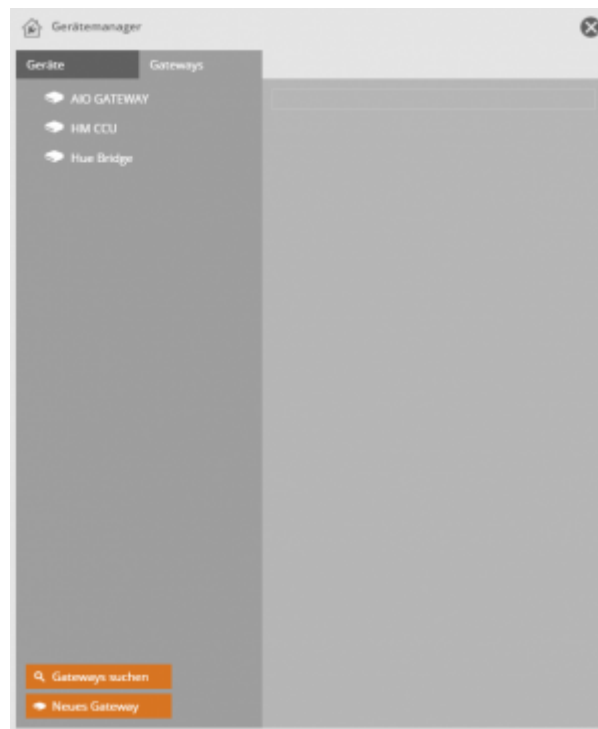 Gerätemanager
Geräte Gateways
AIO GATEWAY
HM CCU
Hue Bridge
Gateways suchen
Neues Gateway